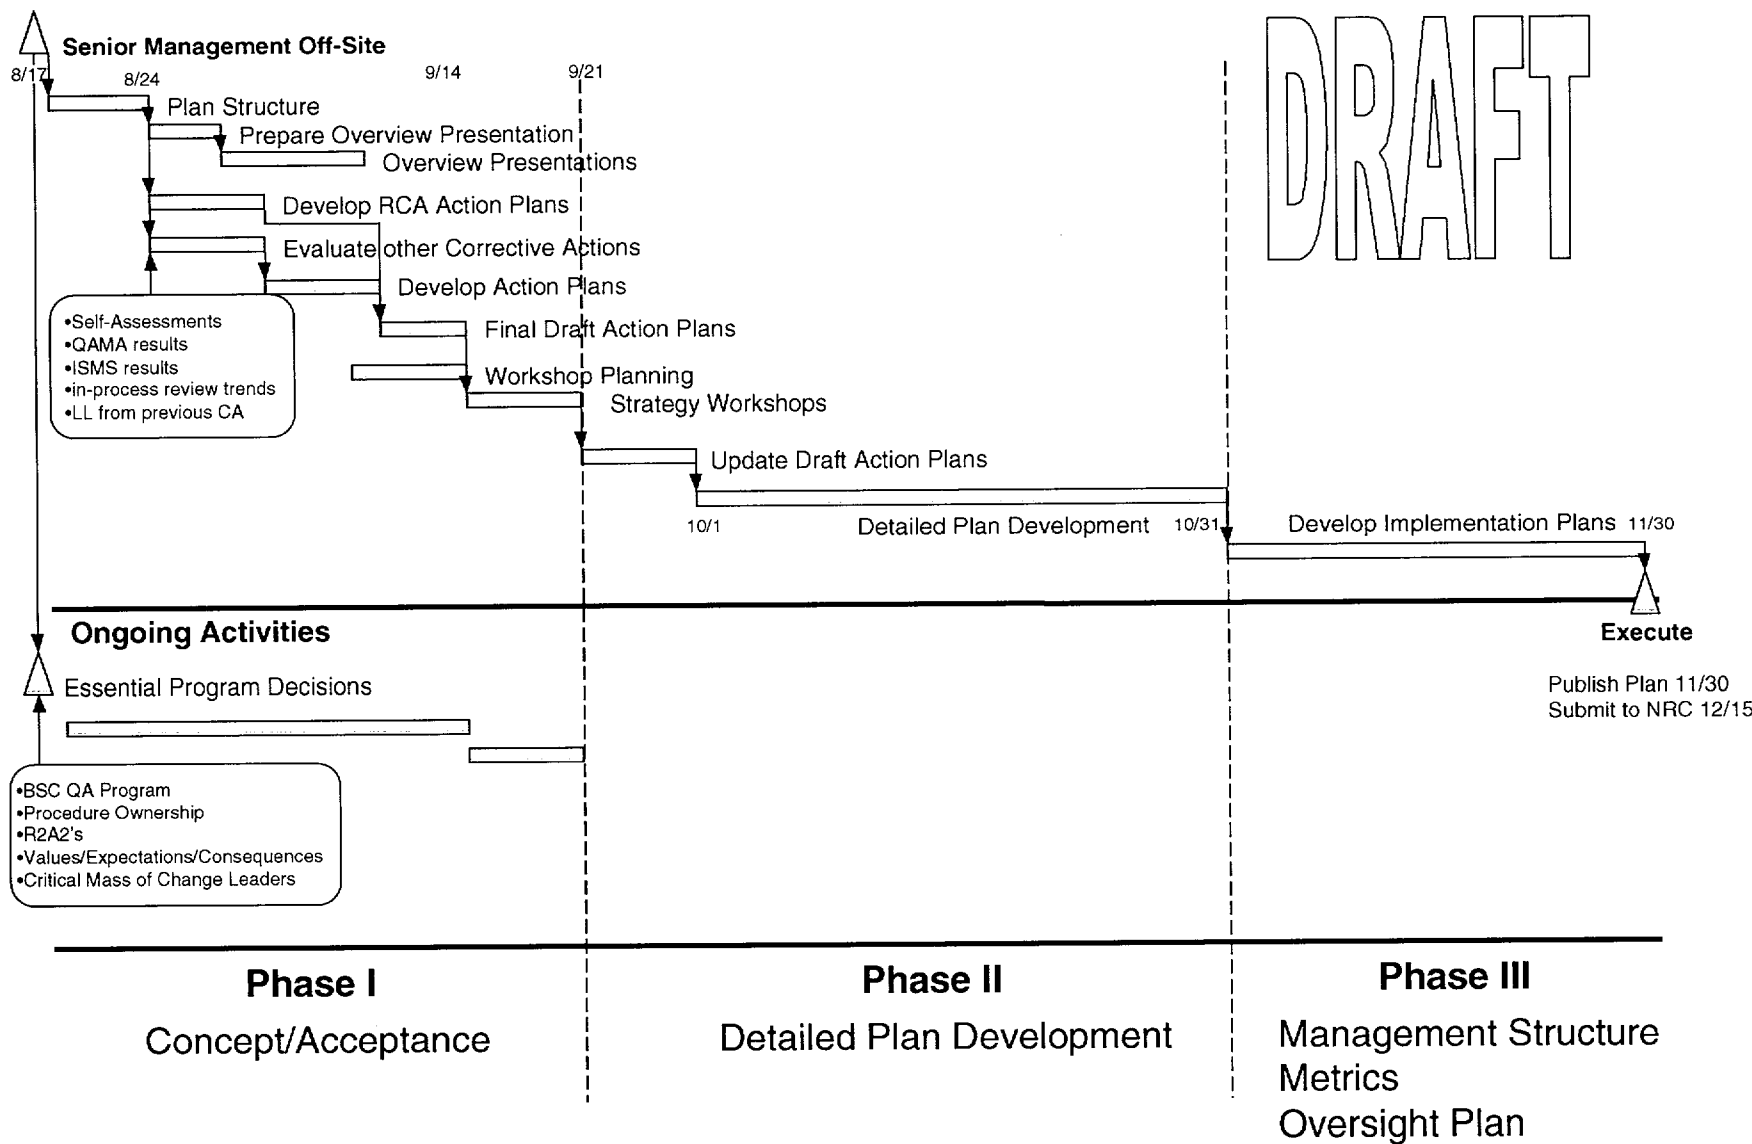 Senior Management Off-Site
DRAFT
8/17
8/24
9/14
9/21
Plan Structure
Prepare Overview Presentation
Overview Presentations
Develop RCA Action Plans
Evaluate other Corrective Actions
Develop Action Plans
•Self-Assessments
•QAMA results
•ISMS results
•in-process review trends
•LL from previous CA
Final Draft Action Plans
Workshop Planning
Strategy Workshops
Update Draft Action Plans
10/1
Detailed Plan Development
10/31
Develop Implementation Plans 11/30
Ongoing Activities
Execute
Essential Program Decisions
Publish Plan 11/30
Submit to NRC 12/15
•BSC QA Program
•Procedure Ownership
•R2A2's
•Values/Expectations/Consequences
•Critical Mass of Change Leaders
Phase I
Concept/Acceptance
Phase II
Detailed Plan Development
Phase III
Management Structure
Metrics
Oversight Plan